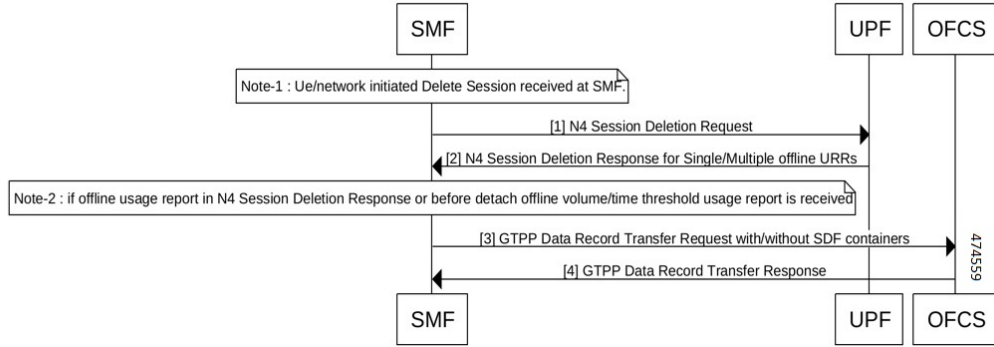 SMF
UPF
OFCS
Note-1 : Ue/network initiated Delete Session received at SMF.
[1] N4 Session Deletion Request
[2] N4 Session Deletion Response for Single/Multiple offline URRs
Note-2 : if offline usage report in N4 Session Deletion Response or before detach offline volume/time threshold usage report is received
[3] GTPP Data Record Transfer Request with/without SDF containers
474559
[4] GTPP Data Record Transfer Response
SMF
UPF
OFCS